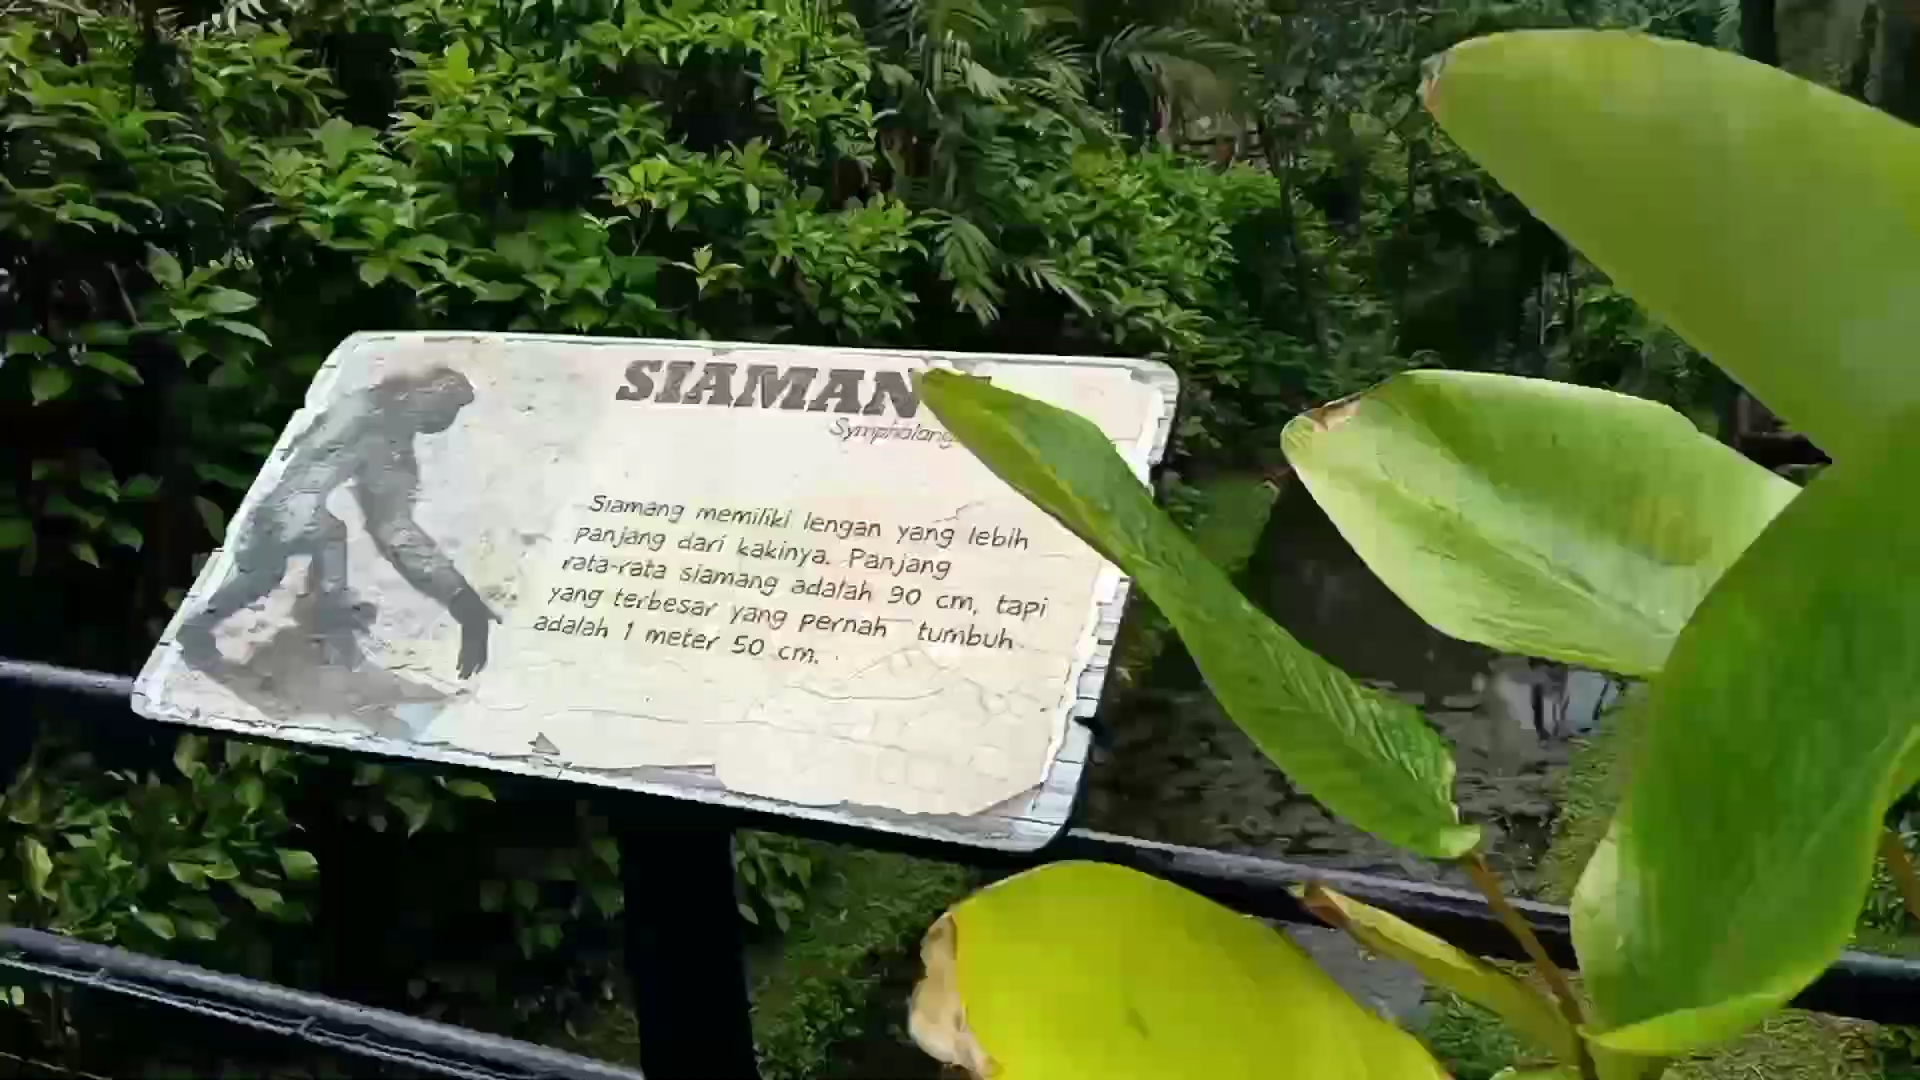 SIAMAN
Symphalang
Siamang memiliki lengan yang lebih
panjang dari kakinya. Panjang
rata-rata siamang adalah 90 cm, tapi
yang terbesar yang pernah tumbuh
adalah 1 meter 50 cm.